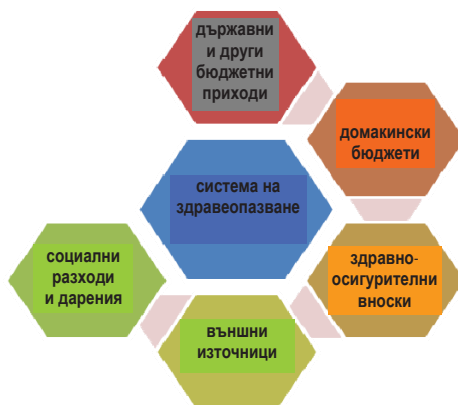 държавни
и други
бюджетни
приходи
домакински
бюджети
система на
здравеопазване
здравно-
осигурителни
вноски
социални
разходи
и дарения
външни
източници